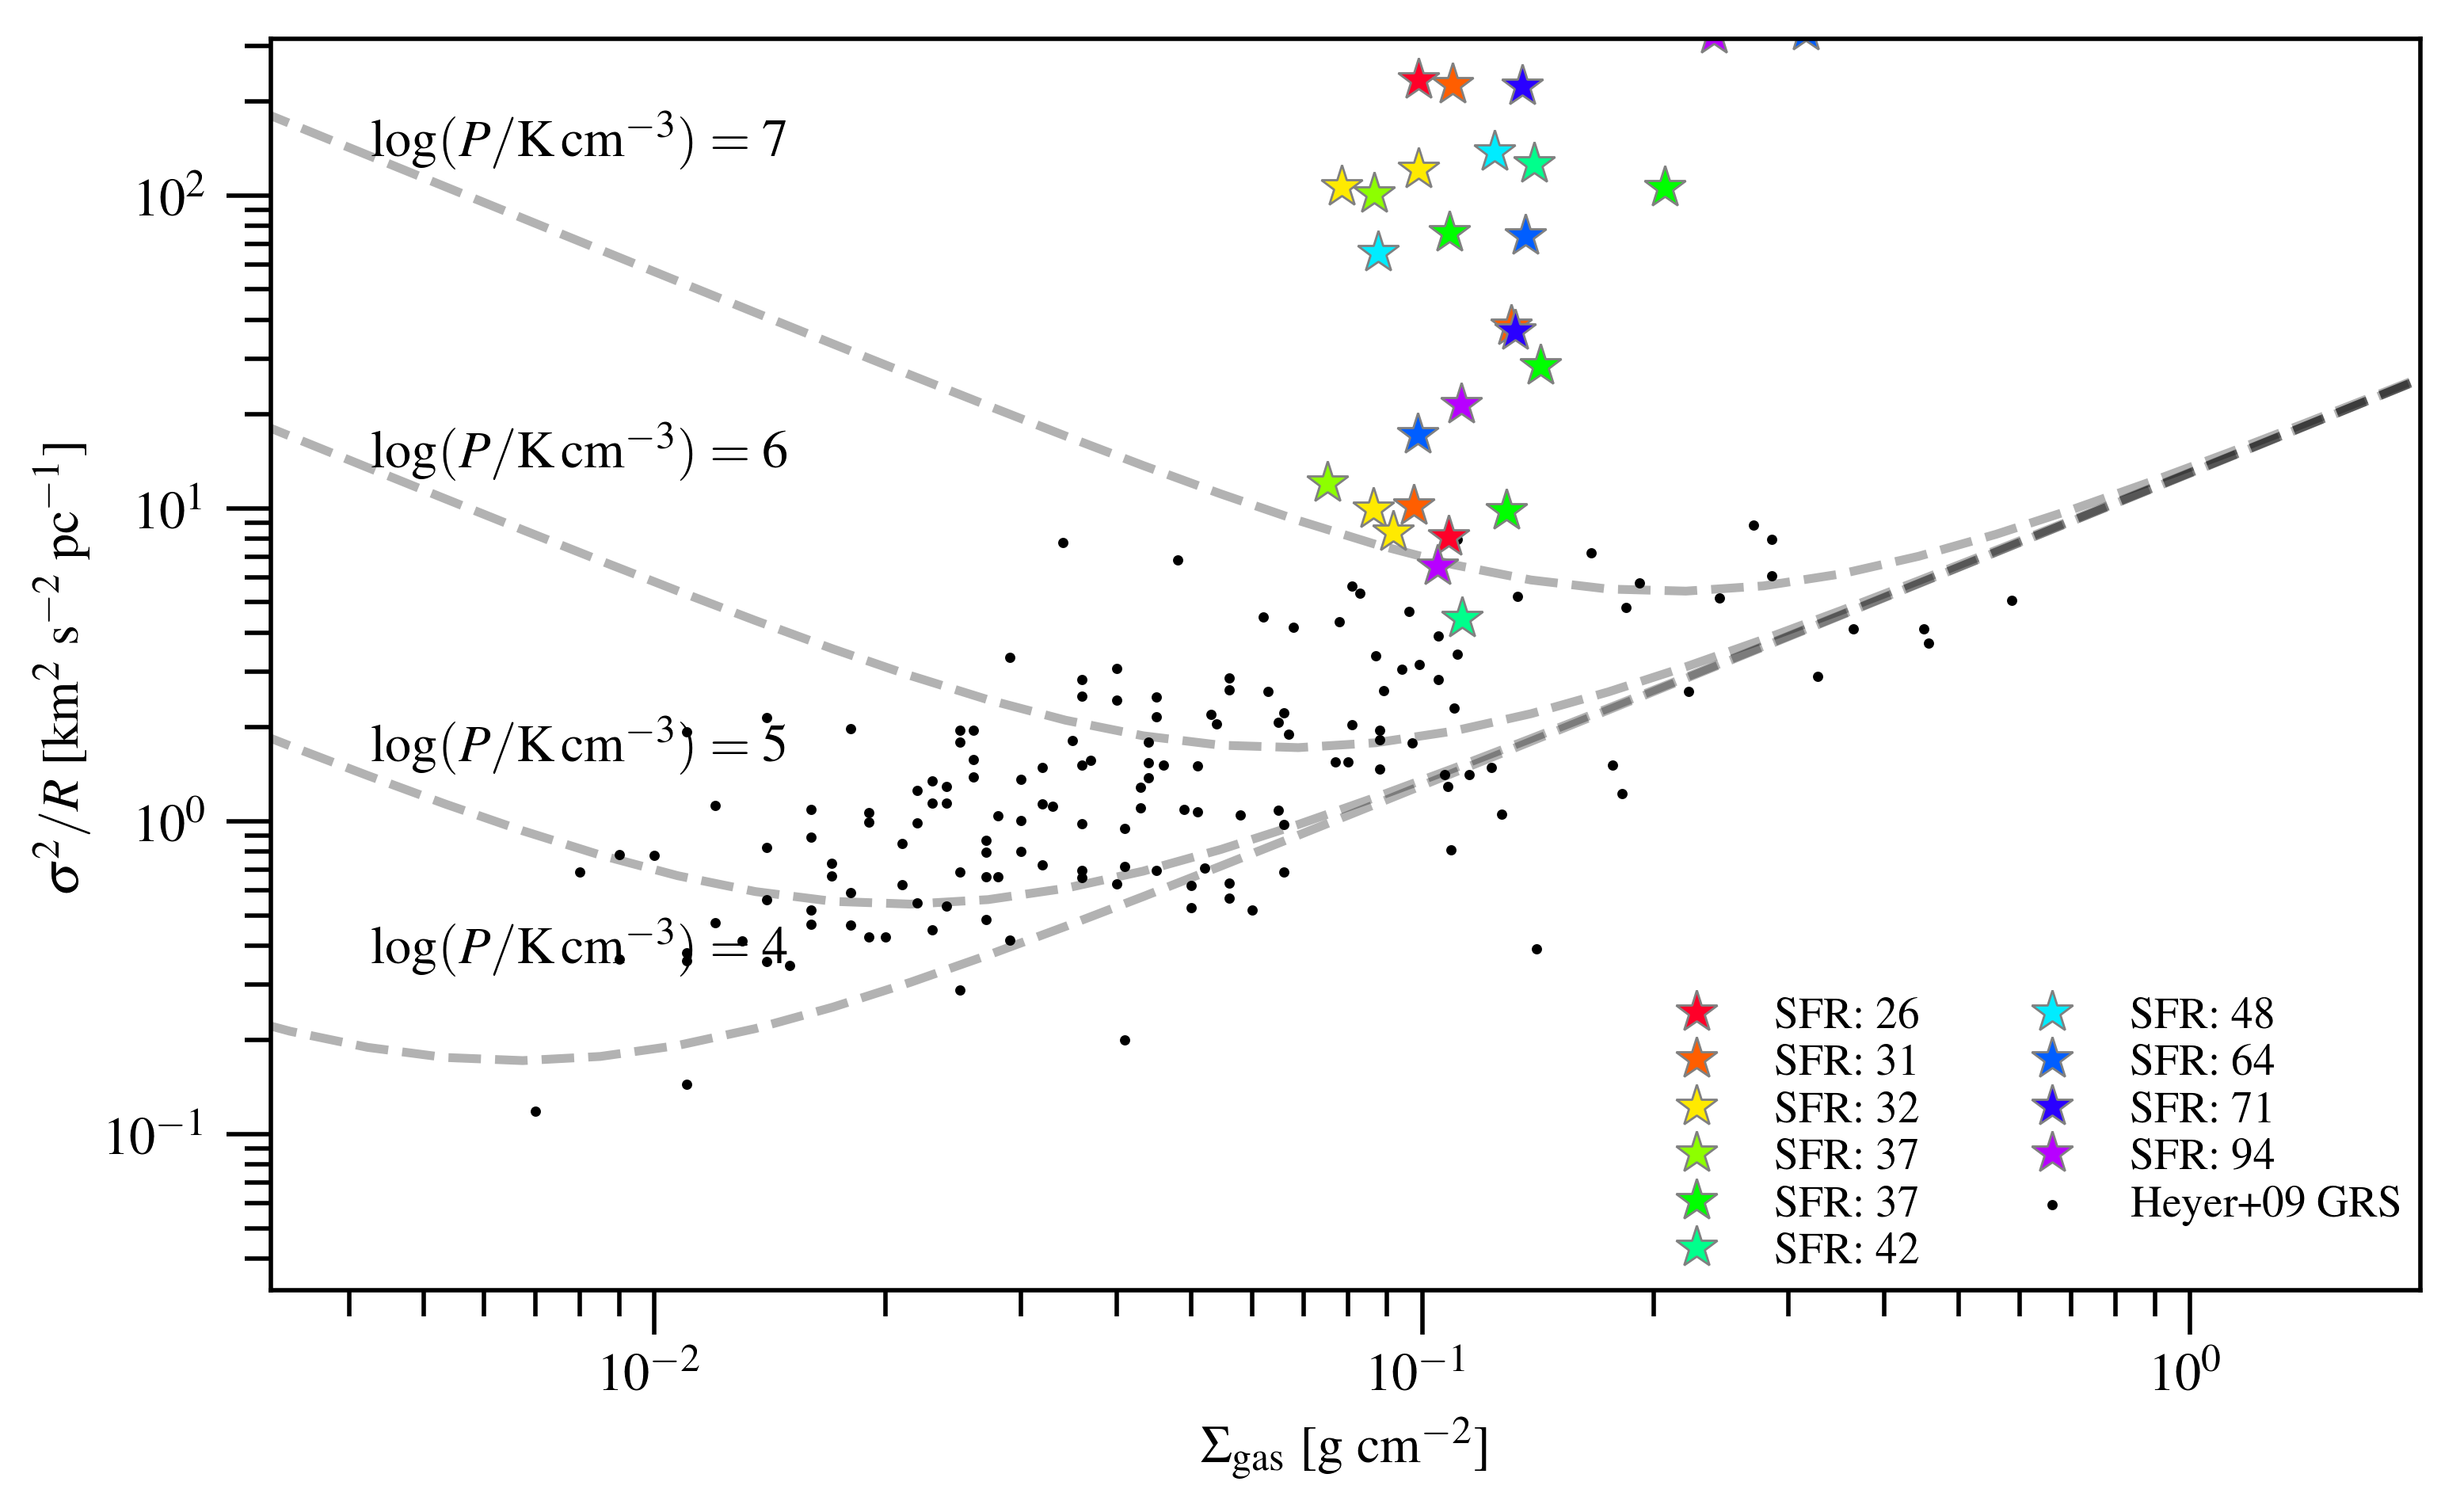 log(P/K cm⁻³) = 7
log(P/K cm⁻³) = 6
log(P/K cm⁻³) = 5
log(P/K cm⁻³) = 4
10²
10¹
10⁰
10⁻¹
σ²/R [km² s⁻² pc⁻¹]
SFR: 26
SFR: 31
SFR: 32
SFR: 37
SFR: 37
SFR: 42
SFR: 48
SFR: 64
SFR: 71
SFR: 94
Heyer+09 GRS
10⁻²
10⁻¹
10⁰
Σgas [g cm⁻²]